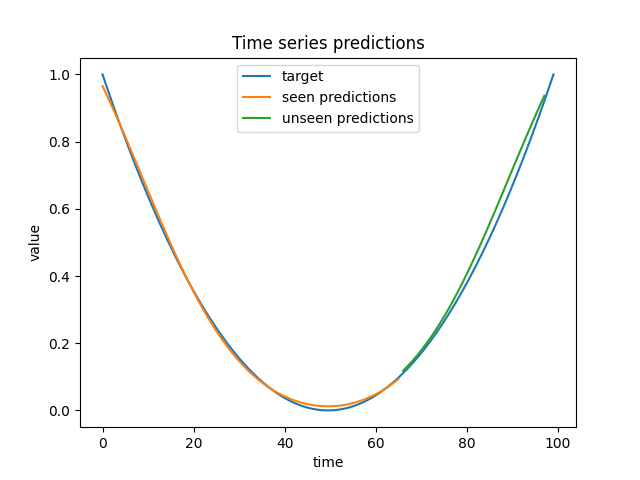 Time series predictions
target
seen predictions
unseen predictions
1.0
0.8
0.6
0.4
0.2
0.0
value
0 20 40 60 80 100
time